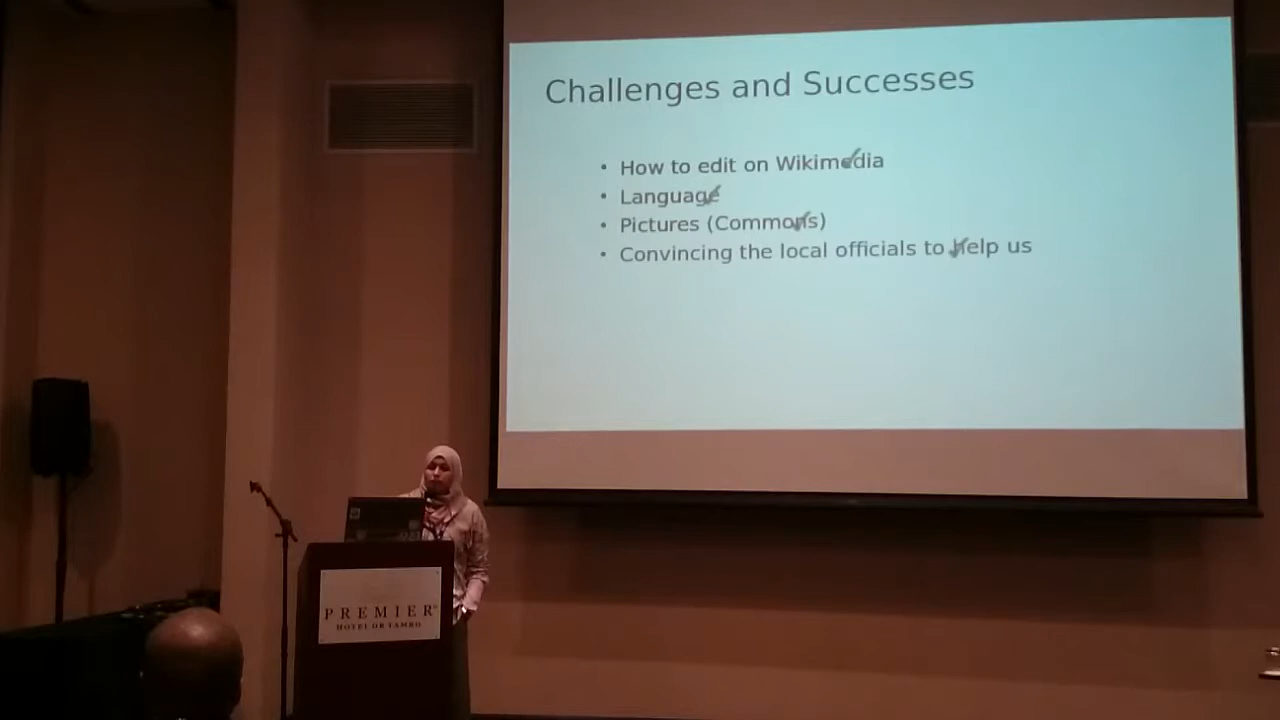 Challenges and Successes
• How to edit on Wikimedia
• Language
• Pictures (Commons)
• Convincing the local officials to help us
PREMIER
HOTEL OR TAMBO